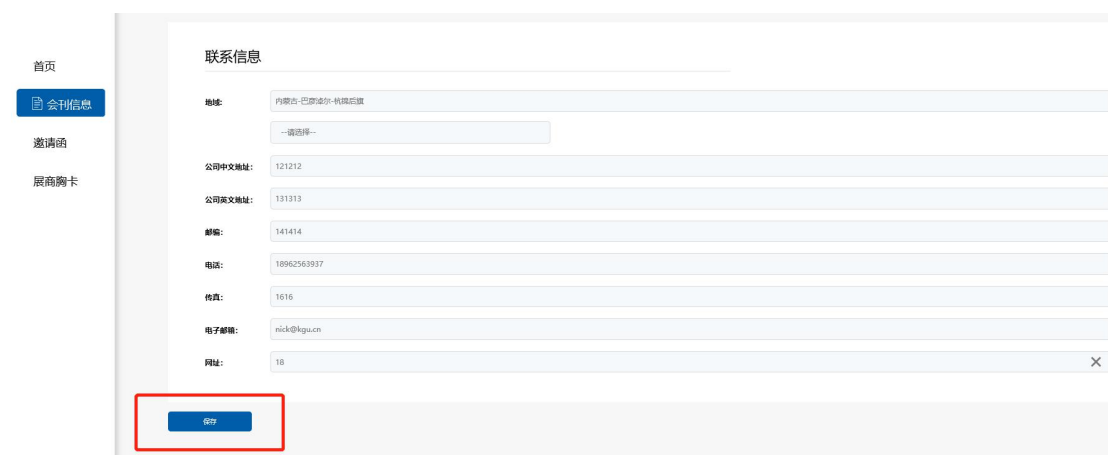 联系信息
首页
会刊信息
地域:
内蒙古-巴彦淖尔-杭锦后旗
--请选择--
邀请函
公司中文地址:
121212
展商胸卡
公司英文地址:
131313
邮编:
141414
电话:
18962563937
传真:
1616
电子邮箱:
nick@kgu.cn
网址:
18
保存